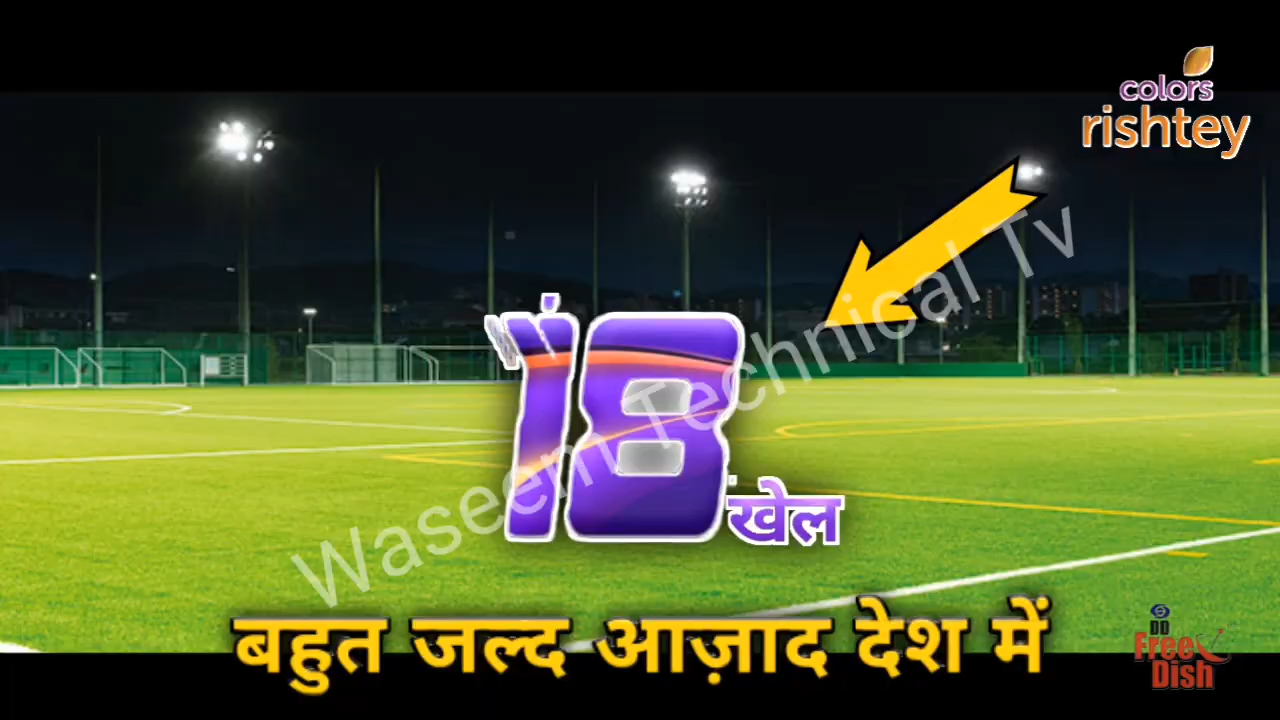 colors
rishtey
Waseem Technical Tv
18
खेल
बहुत जल्द आज़ाद देश में
DD
Free
Dish